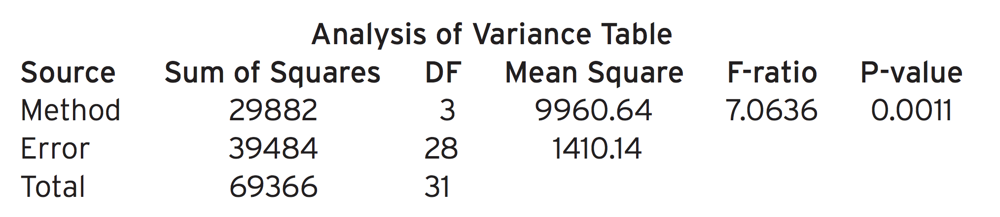 Analysis of Variance Table
Source Sum of Squares DF Mean Square F-ratio P-value
Method 29882 3 9960.64 7.0636 0.0011
Error 39484 28 1410.14
Total 69366 31